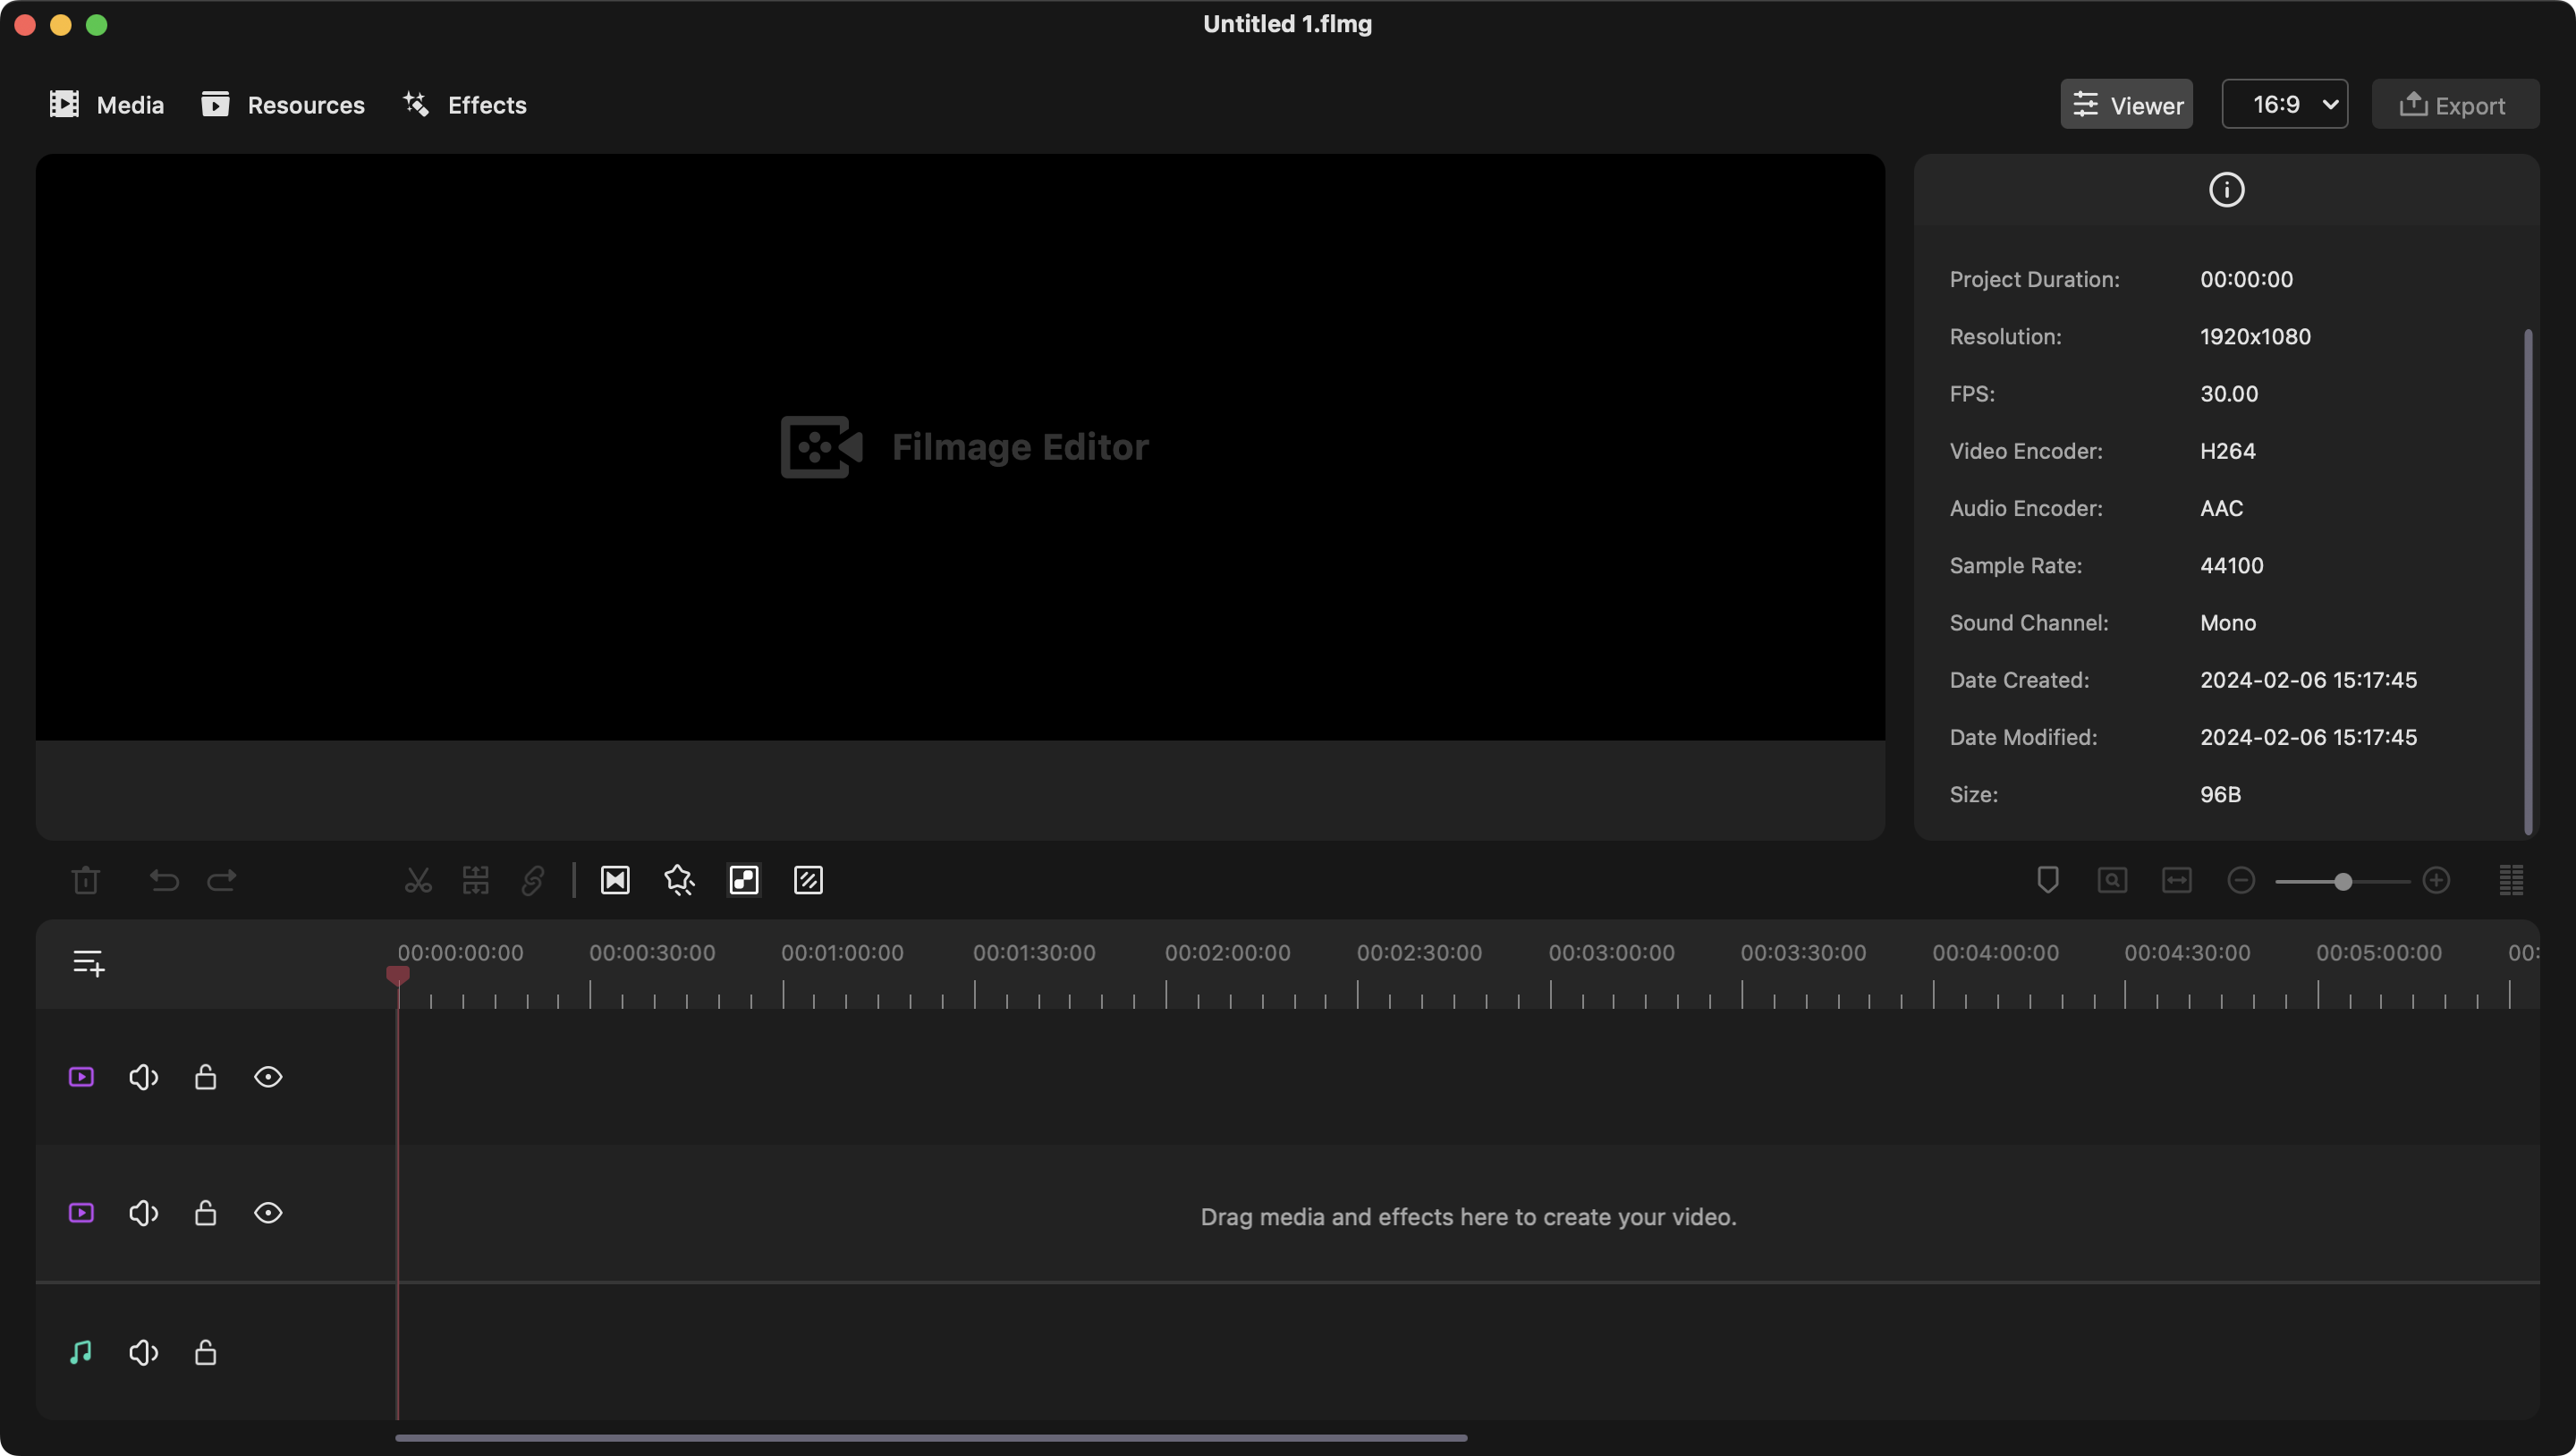 Untitled 1.flmg
Media
Resources
Effects
Viewer
16:9
Export
Filmage Editor
Project Duration: 00:00:00
Resolution: 1920x1080
FPS: 30.00
Video Encoder: H264
Audio Encoder: AAC
Sample Rate: 44100
Sound Channel: Mono
Date Created: 2024-02-06 15:17:45
Date Modified: 2024-02-06 15:17:45
Size: 96B
00:00:00:00 00:00:30:00 00:01:00:00 00:01:30:00 00:02:00:00 00:02:30:00 00:03:00:00 00:03:30:00 00:04:00:00 00:04:30:00 00:05:00:00 00:
Drag media and effects here to create your video.